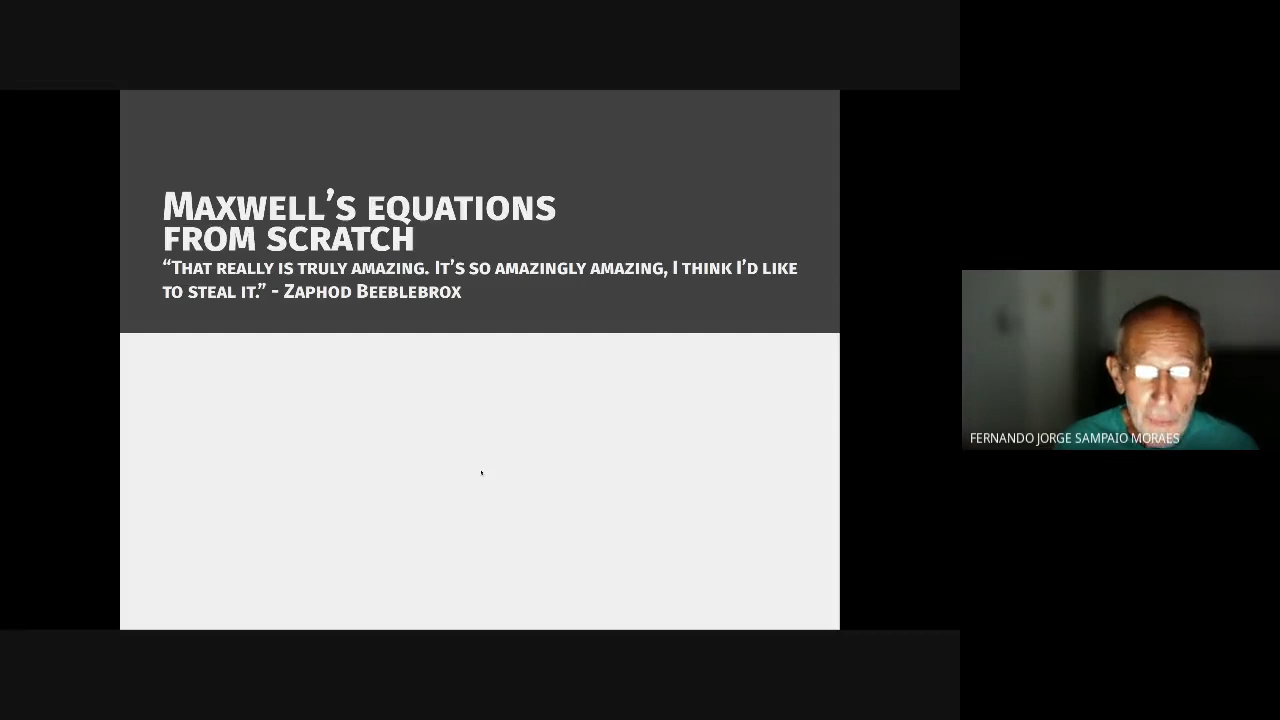 Maxwell’s equations
from scratch
“That really is truly amazing. It’s so amazingly amazing, I think I’d like
to steal it.” - Zaphod Beeblebrox
FERNANDO JORGE SAMPAIO MORAES